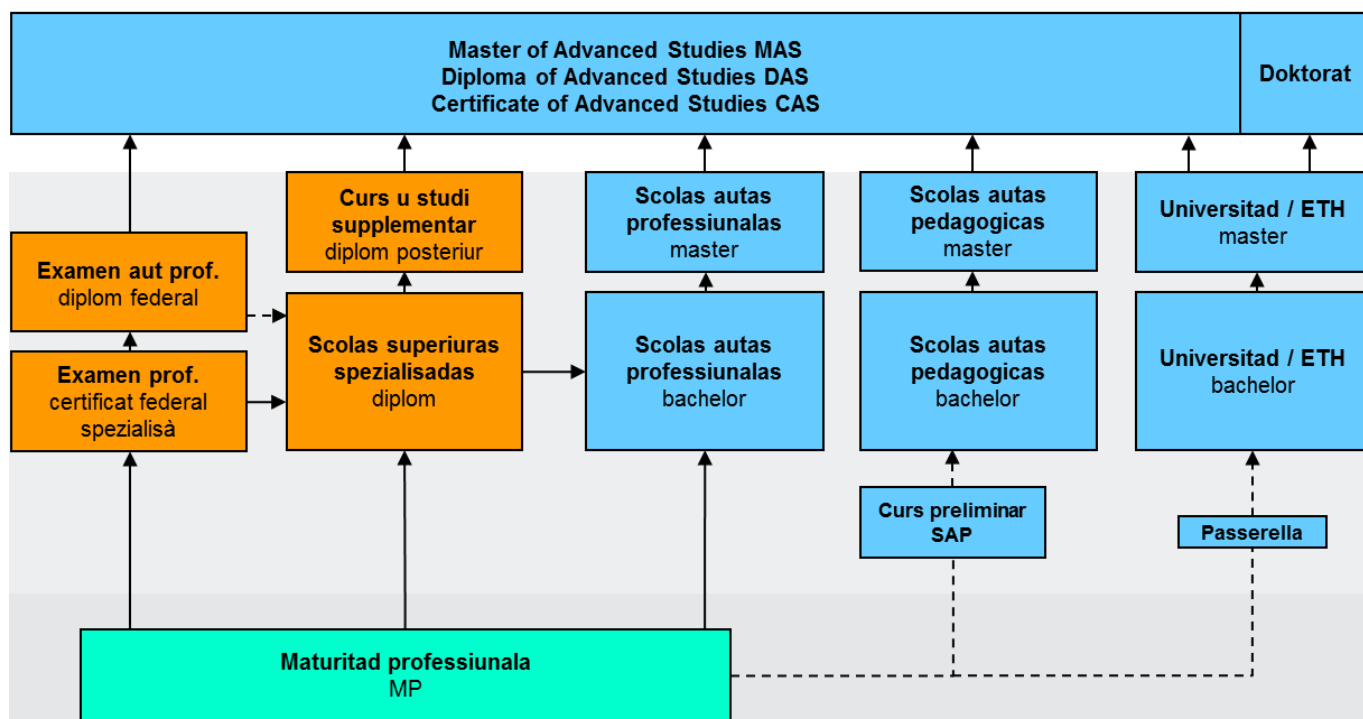 Master of Advanced Studies MAS
Diploma of Advanced Studies DAS
Certificate of Advanced Studies CAS
Doktorat
Curs u studi
supplementar
diplom posteriur
Scolas autas
professiunalas
master
Scolas autas
pedagogicas
master
Universitad / ETH
master
Examen aut prof.
diplom federal
Examen prof.
certificat federal
spezialisà
Scolas superiuras
spezialisadas
diplom
Scolas autas
professiunalas
bachelor
Scolas autas
pedagogicas
bachelor
Universitad / ETH
bachelor
Curs preliminar
SAP
Passerella
Maturitad professiunala
MP